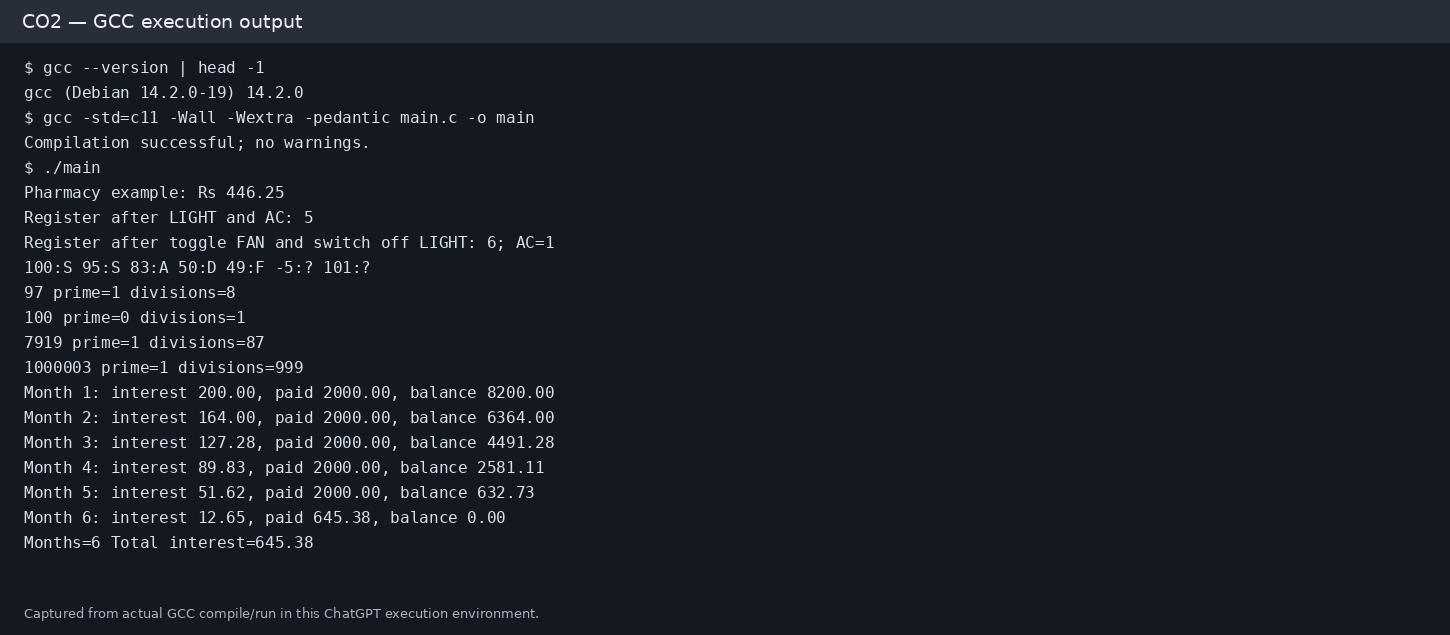 CO2 — GCC execution output
$ gcc --version | head -1
gcc (Debian 14.2.0-19) 14.2.0
$ gcc -std=c11 -Wall -Wextra -pedantic main.c -o main
Compilation successful; no warnings.
$ ./main
Pharmacy example: Rs 446.25
Register after LIGHT and AC: 5
Register after toggle FAN and switch off LIGHT: 6; AC=1
100:S 95:S 83:A 50:D 49:F -5:? 101:?
97 prime=1 divisions=8
100 prime=0 divisions=1
7919 prime=1 divisions=87
1000003 prime=1 divisions=999
Month 1: interest 200.00, paid 2000.00, balance 8200.00
Month 2: interest 164.00, paid 2000.00, balance 6364.00
Month 3: interest 127.28, paid 2000.00, balance 4491.28
Month 4: interest 89.83, paid 2000.00, balance 2581.11
Month 5: interest 51.62, paid 2000.00, balance 632.73
Month 6: interest 12.65, paid 645.38, balance 0.00
Months=6 Total interest=645.38
Captured from actual GCC compile/run in this ChatGPT execution environment.